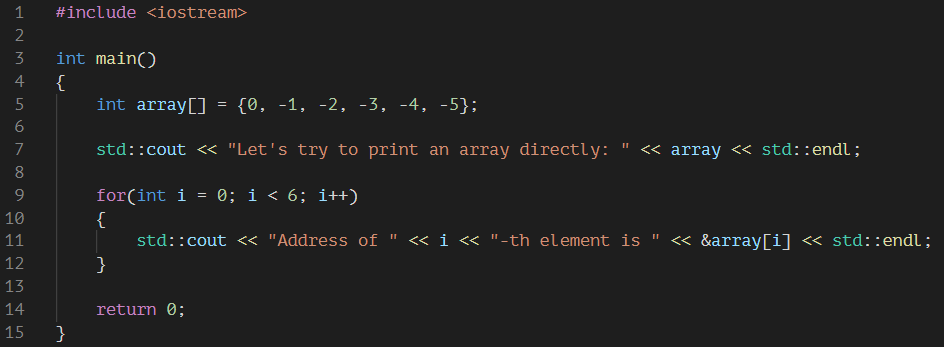 1 #include <iostream>
2
3 int main()
4 {
5     int array[] = {0, -1, -2, -3, -4, -5};
6
7     std::cout << "Let's try to print an array directly: " << array << std::endl;
8
9     for(int i = 0; i < 6; i++)
10     {
11         std::cout << "Address of " << i << "-th element is " << &array[i] << std::endl;
12     }
13
14     return 0;
15 }